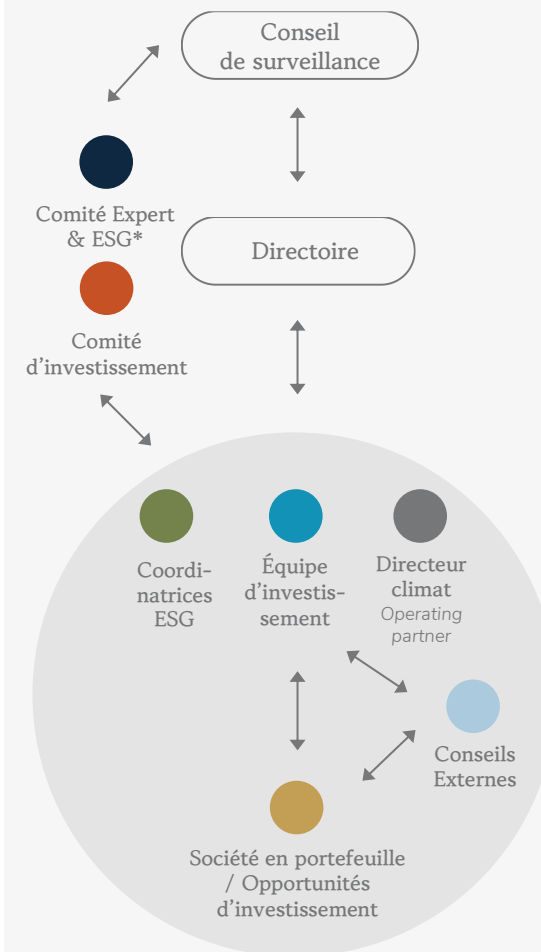 Conseil
de surveillance
Comité Expert
& ESG*
Directoire
Comité
d’investissement
Coordi-
natrices
ESG
Équipe
d’investis-
sement
Directeur
climat
Operating
partner
Conseils
Externes
Société en portefeuille
/ Opportunités
d’investissement